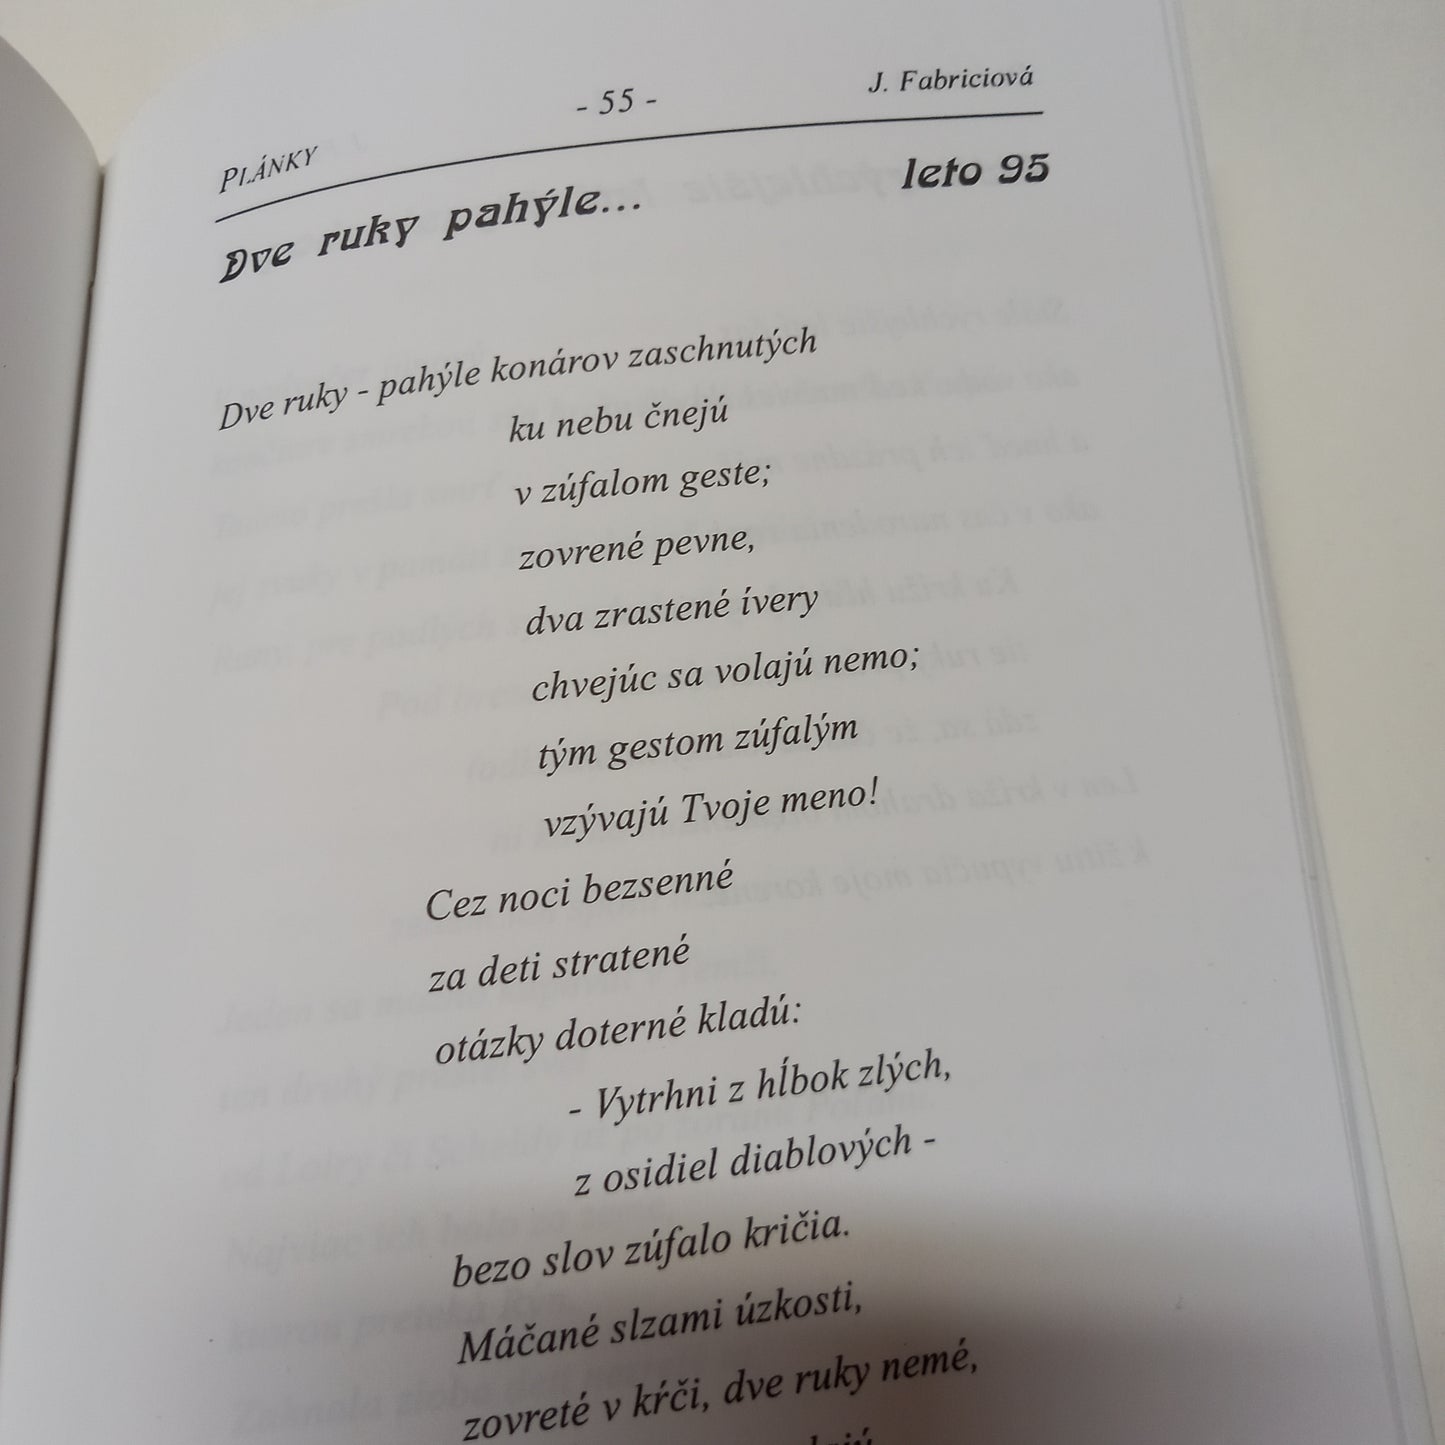 PLÁNKY - 55 - J. Fabriciová
Dve ruky pahýle... leto 95
Dve ruky - pahýle konárov zaschnutých
ku nebu čnejú
v zúfalom geste;
zovrené pevne,
dva zrastené ívery
chvejúc sa volajú nemo;
tým gestom zúfalým
vzývajú Tvoje meno!
Cez noci bezsenné
za deti stratené
otázky doterné kladú:
- Vytrhni z hĺbok zlých,
z osidiel diablových -
bezo slov zúfalo kričia.
Máčané slzami úzkosti,
zovreté v kŕči, dve ruky nemé,